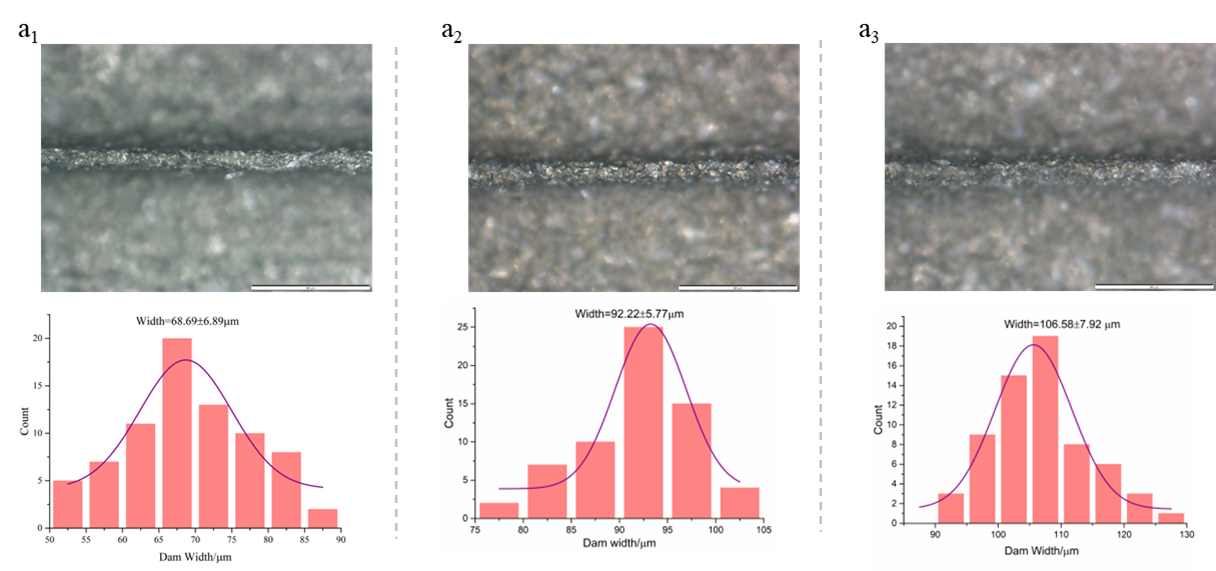 a1
a2
a3
Width=68.69±6.89μm
Count
20
15
10
5
0
50 55 60 65 70 75 80 85 90
Dam Width/μm
Width=92.22±5.77μm
Count
25
20
15
10
5
0
75 80 85 90 95 100 105
Dam width/μm
Width=106.58±7.92 μm
Count
20
18
16
14
12
10
8
6
4
2
0
90 100 110 120 130
Dam Width/μm